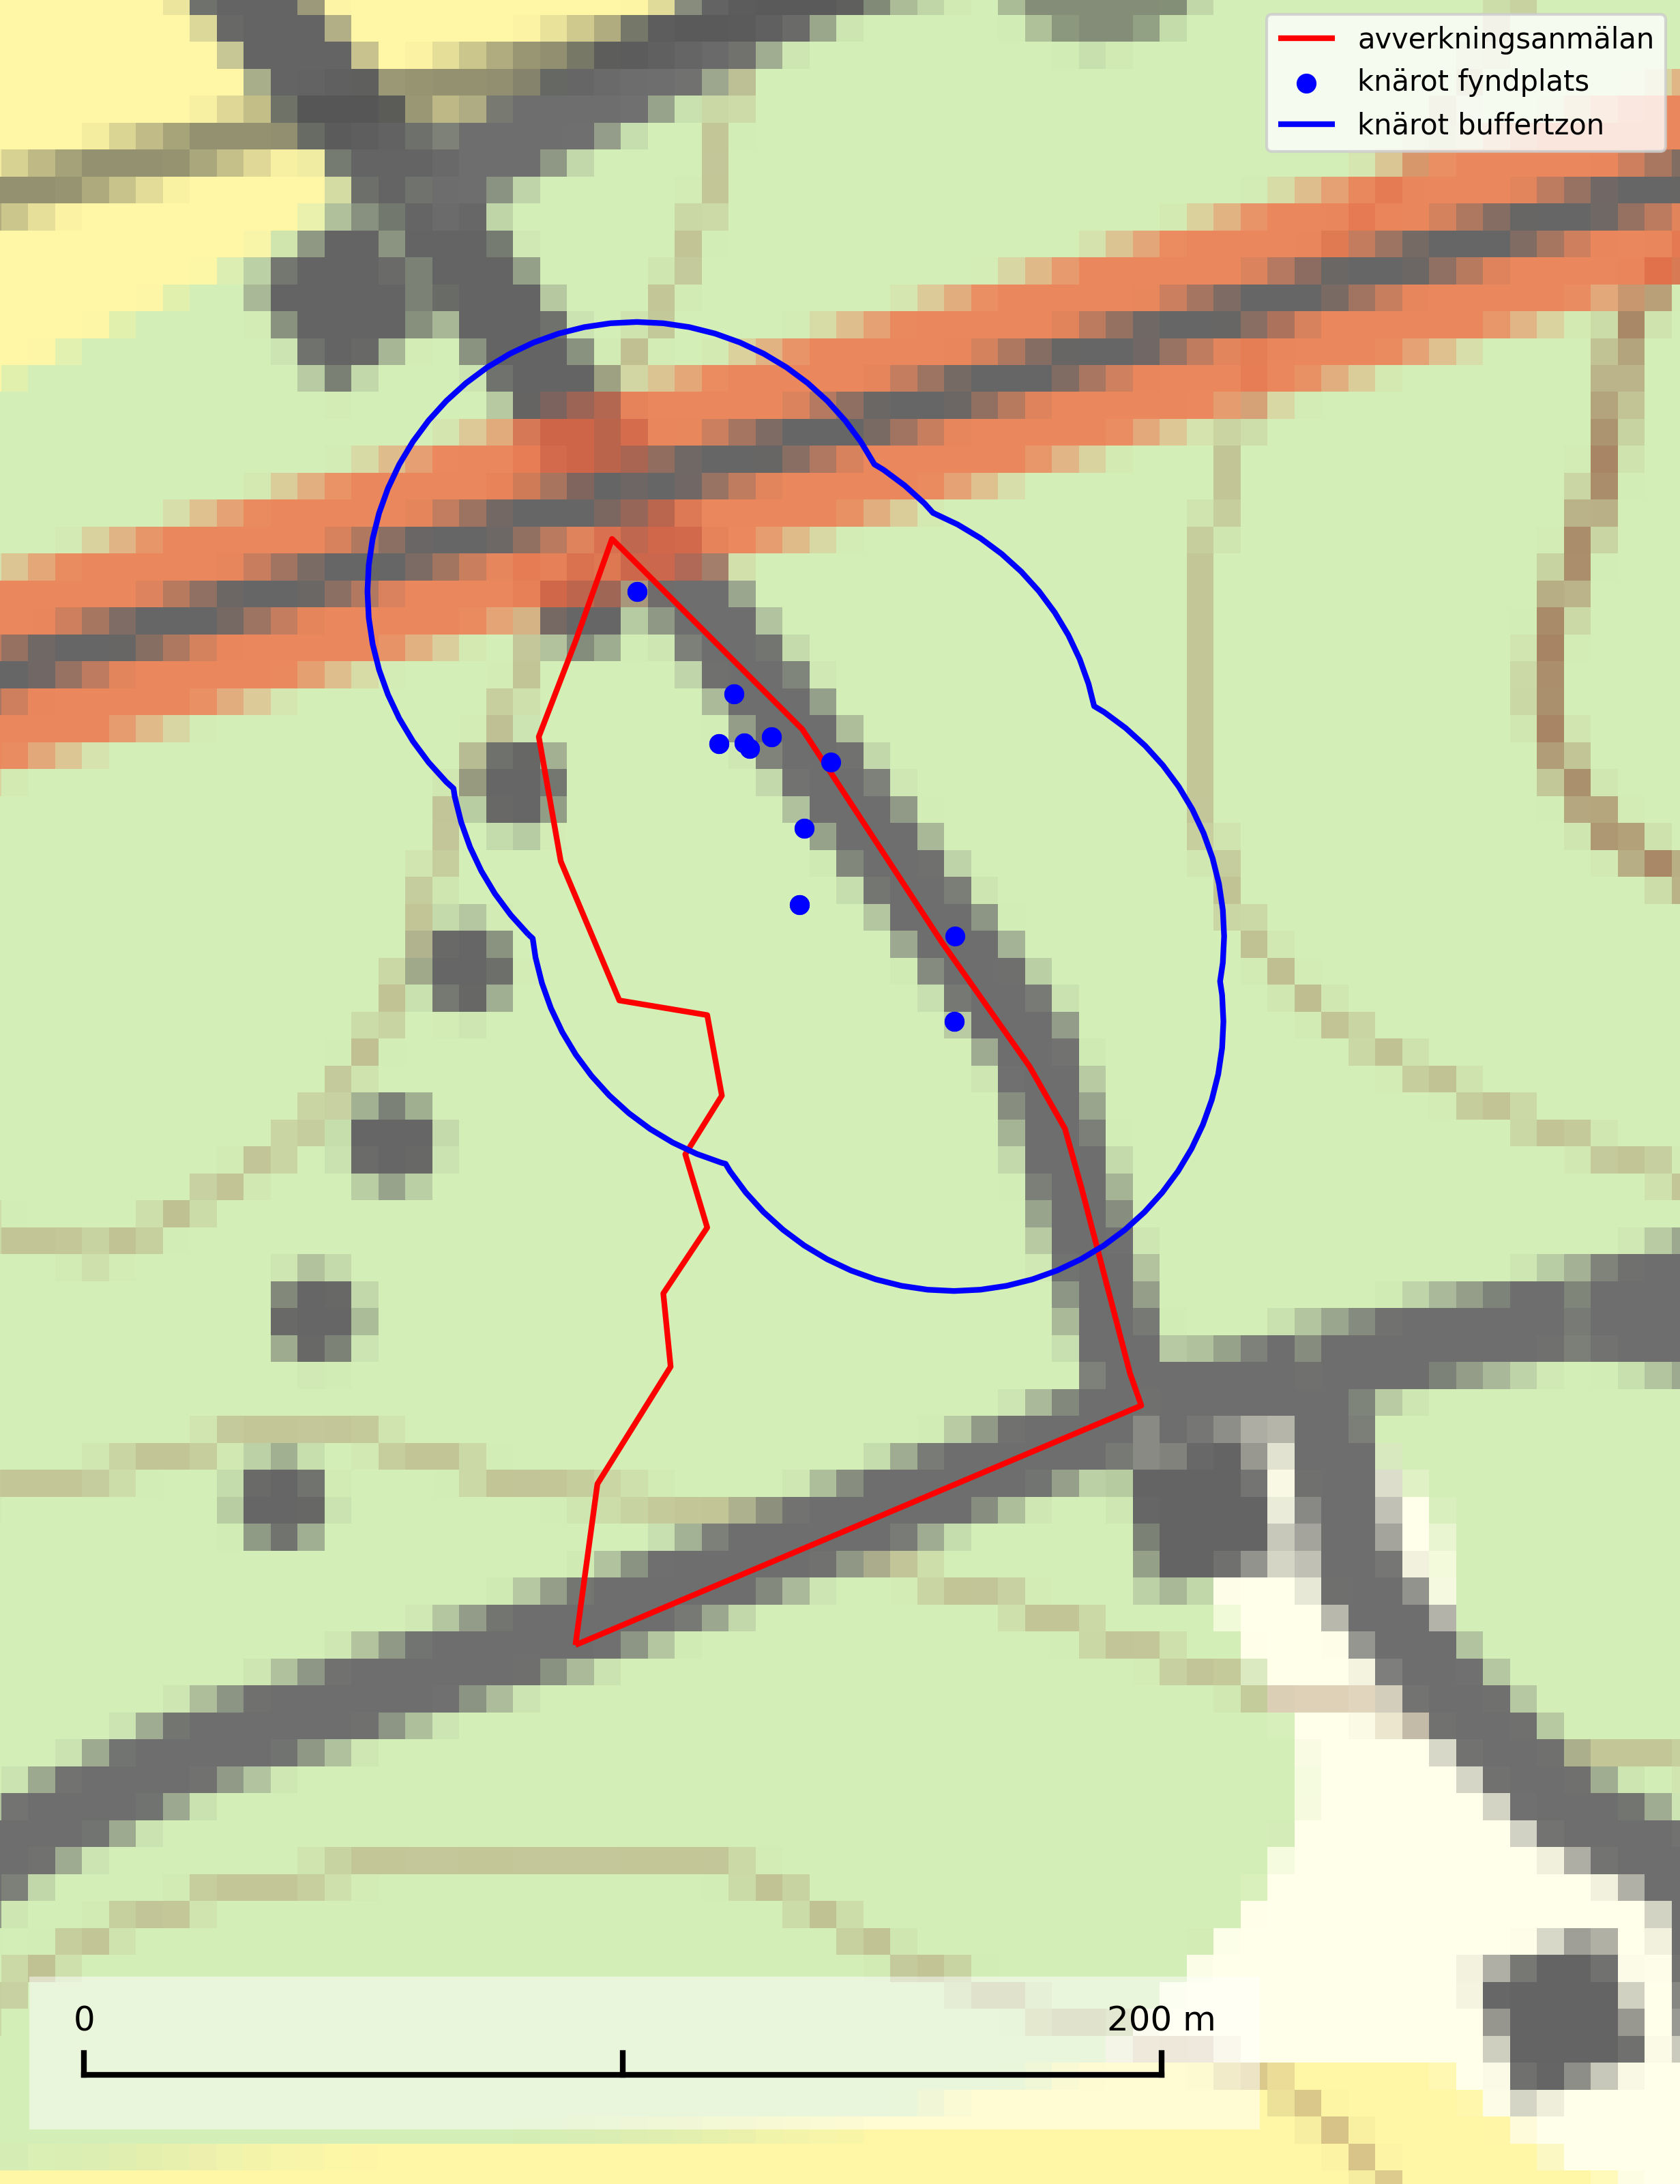 avverkningsanmälan
knärot fyndplats
knärot buffertzon
0
200 m